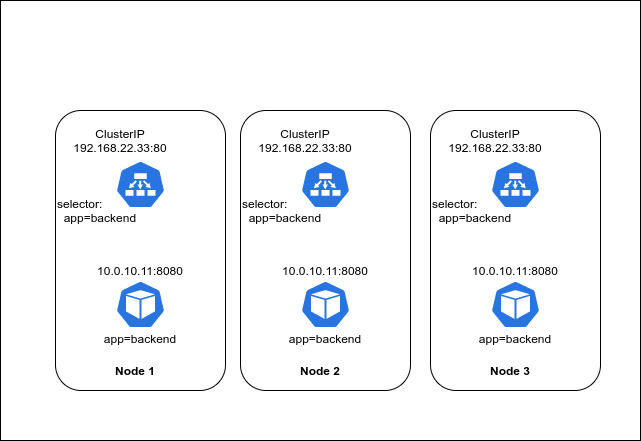 ClusterIP
192.168.22.33:80
selector:
app=backend
10.0.10.11:8080
app=backend
Node 1
ClusterIP
192.168.22.33:80
selector:
app=backend
10.0.10.11:8080
app=backend
Node 2
ClusterIP
192.168.22.33:80
selector:
app=backend
10.0.10.11:8080
app=backend
Node 3